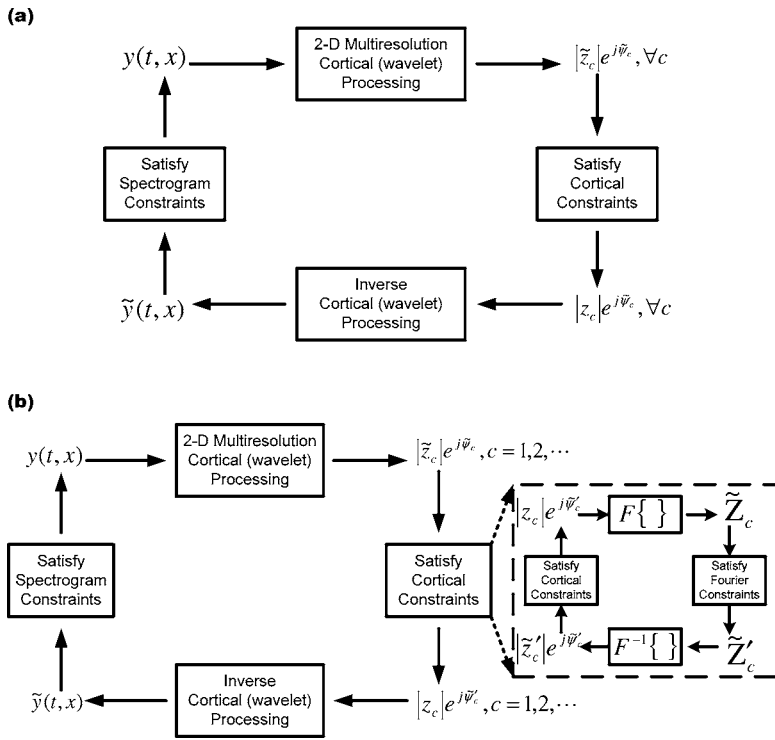 (a)
y(t, x)
2-D Multiresolution
Cortical (wavelet)
Processing
|z̃_c|e^{jψ̃_c}, ∀c
Satisfy
Spectrogram
Constraints
Satisfy
Cortical
Constraints
ỹ(t, x)
Inverse
Cortical (wavelet)
Processing
|z_c|e^{jψ̃_c}, ∀c
(b)
y(t, x)
2-D Multiresolution
Cortical (wavelet)
Processing
|z̃_c|e^{jψ̃_c}, c = 1,2,⋯
Satisfy
Spectrogram
Constraints
Satisfy
Cortical
Constraints
ỹ(t, x)
Inverse
Cortical (wavelet)
Processing
|z_c|e^{jψ̃′_c}, c = 1,2,⋯
|z_c|e^{jψ̃′_c}
F{ }
Z̃_c
Satisfy
Cortical
Constraints
Satisfy
Fourier
Constraints
|z̃′_c|e^{jψ̃′_c}
F^{-1}{ }
Z̃′_c